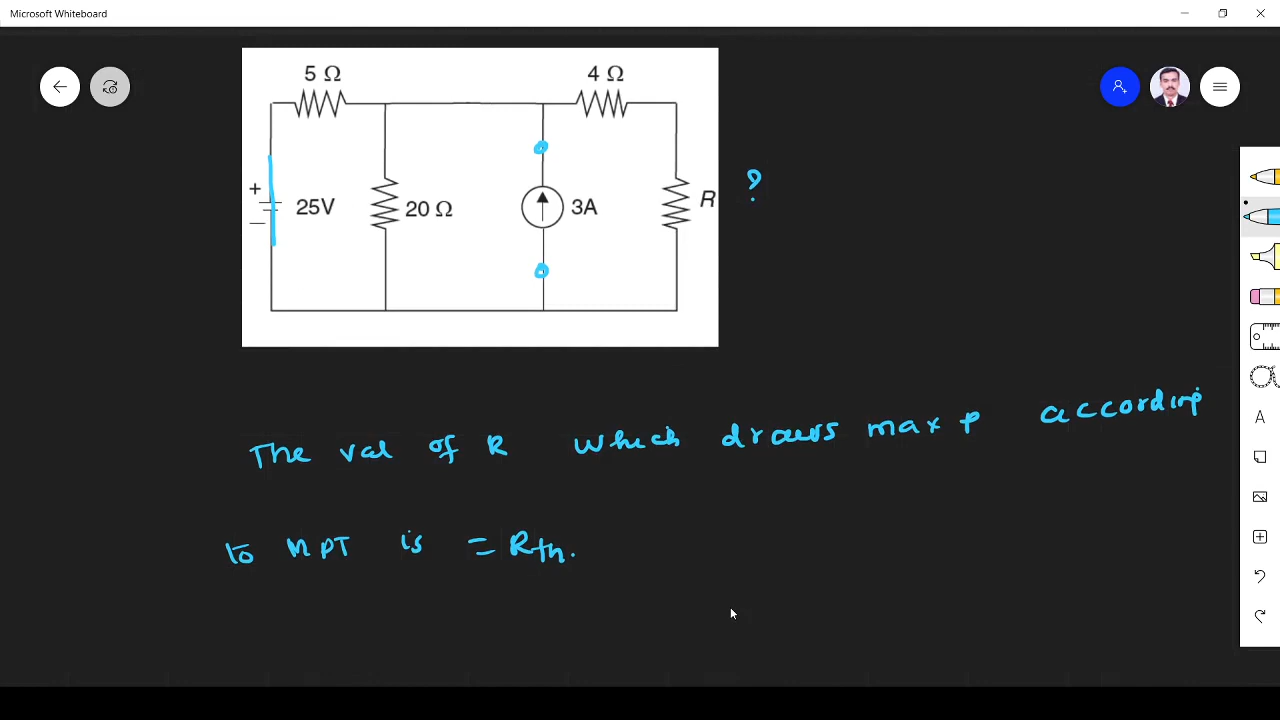 Microsoft Whiteboard
5 Ω
4 Ω
+
25V
20 Ω
3A
R
?
−
The val of R which draws max p according
to MPT is = Rth.
A